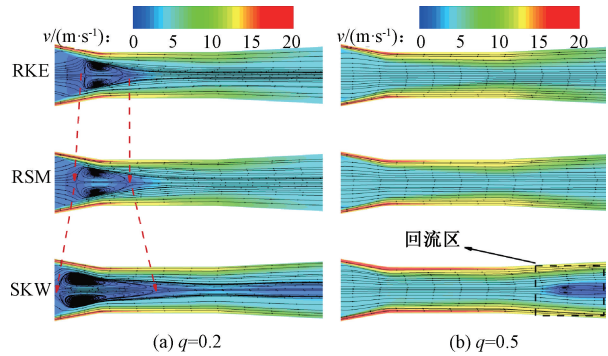 v/(m·s⁻¹): 0 5 10 15 20
v/(m·s⁻¹): 0 5 10 15 20
RKE
RSM
回流区
SKW
(a) q=0.2
(b) q=0.5